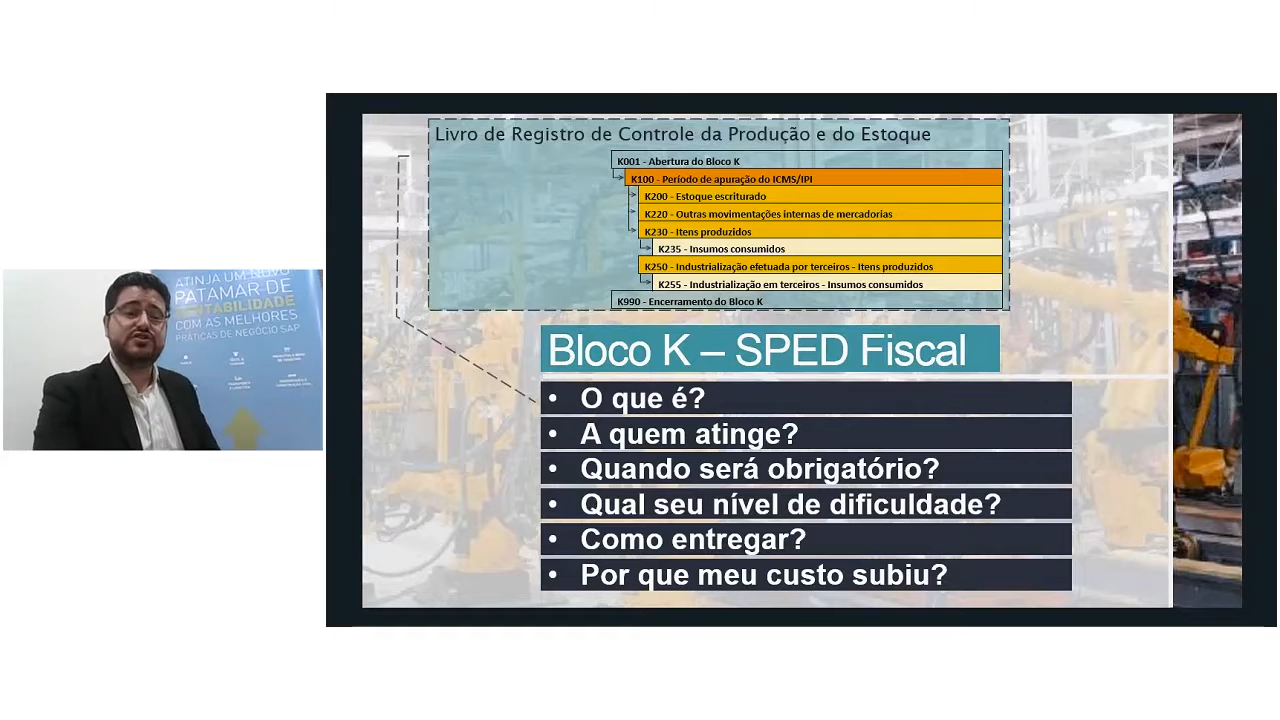 ATINJA UM NOVO
PATAMAR DE
COM AS MELHORES
PRÁTICAS DE NEGÓCIO SAP
Livro de Registro de Controle da Produção e do Estoque
K001 - Abertura do Bloco K
K100 - Período de apuração do ICMS/IPI
K200 - Estoque escriturado
K220 - Outras movimentações internas de mercadorias
K230 - Itens produzidos
K235 - Insumos consumidos
K250 - Industrialização efetuada por terceiros - Itens produzidos
K255 - Industrialização em terceiros - Insumos consumidos
K990 - Encerramento do Bloco K
Bloco K – SPED Fiscal
• O que é?
• A quem atinge?
• Quando será obrigatório?
• Qual seu nível de dificuldade?
• Como entregar?
• Por que meu custo subiu?